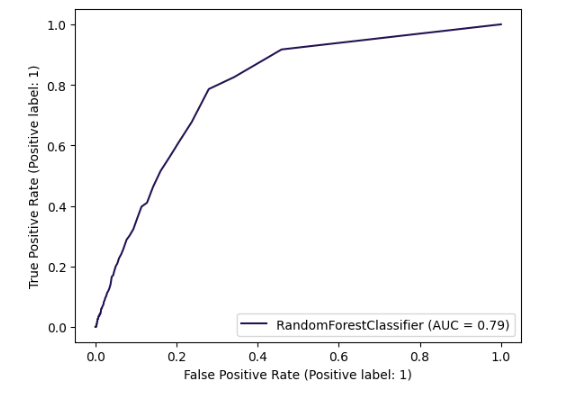 1.0
0.8
0.6
0.4
0.2
0.0
True Positive Rate (Positive label: 1)
RandomForestClassifier (AUC = 0.79)
0.0 0.2 0.4 0.6 0.8 1.0
False Positive Rate (Positive label: 1)